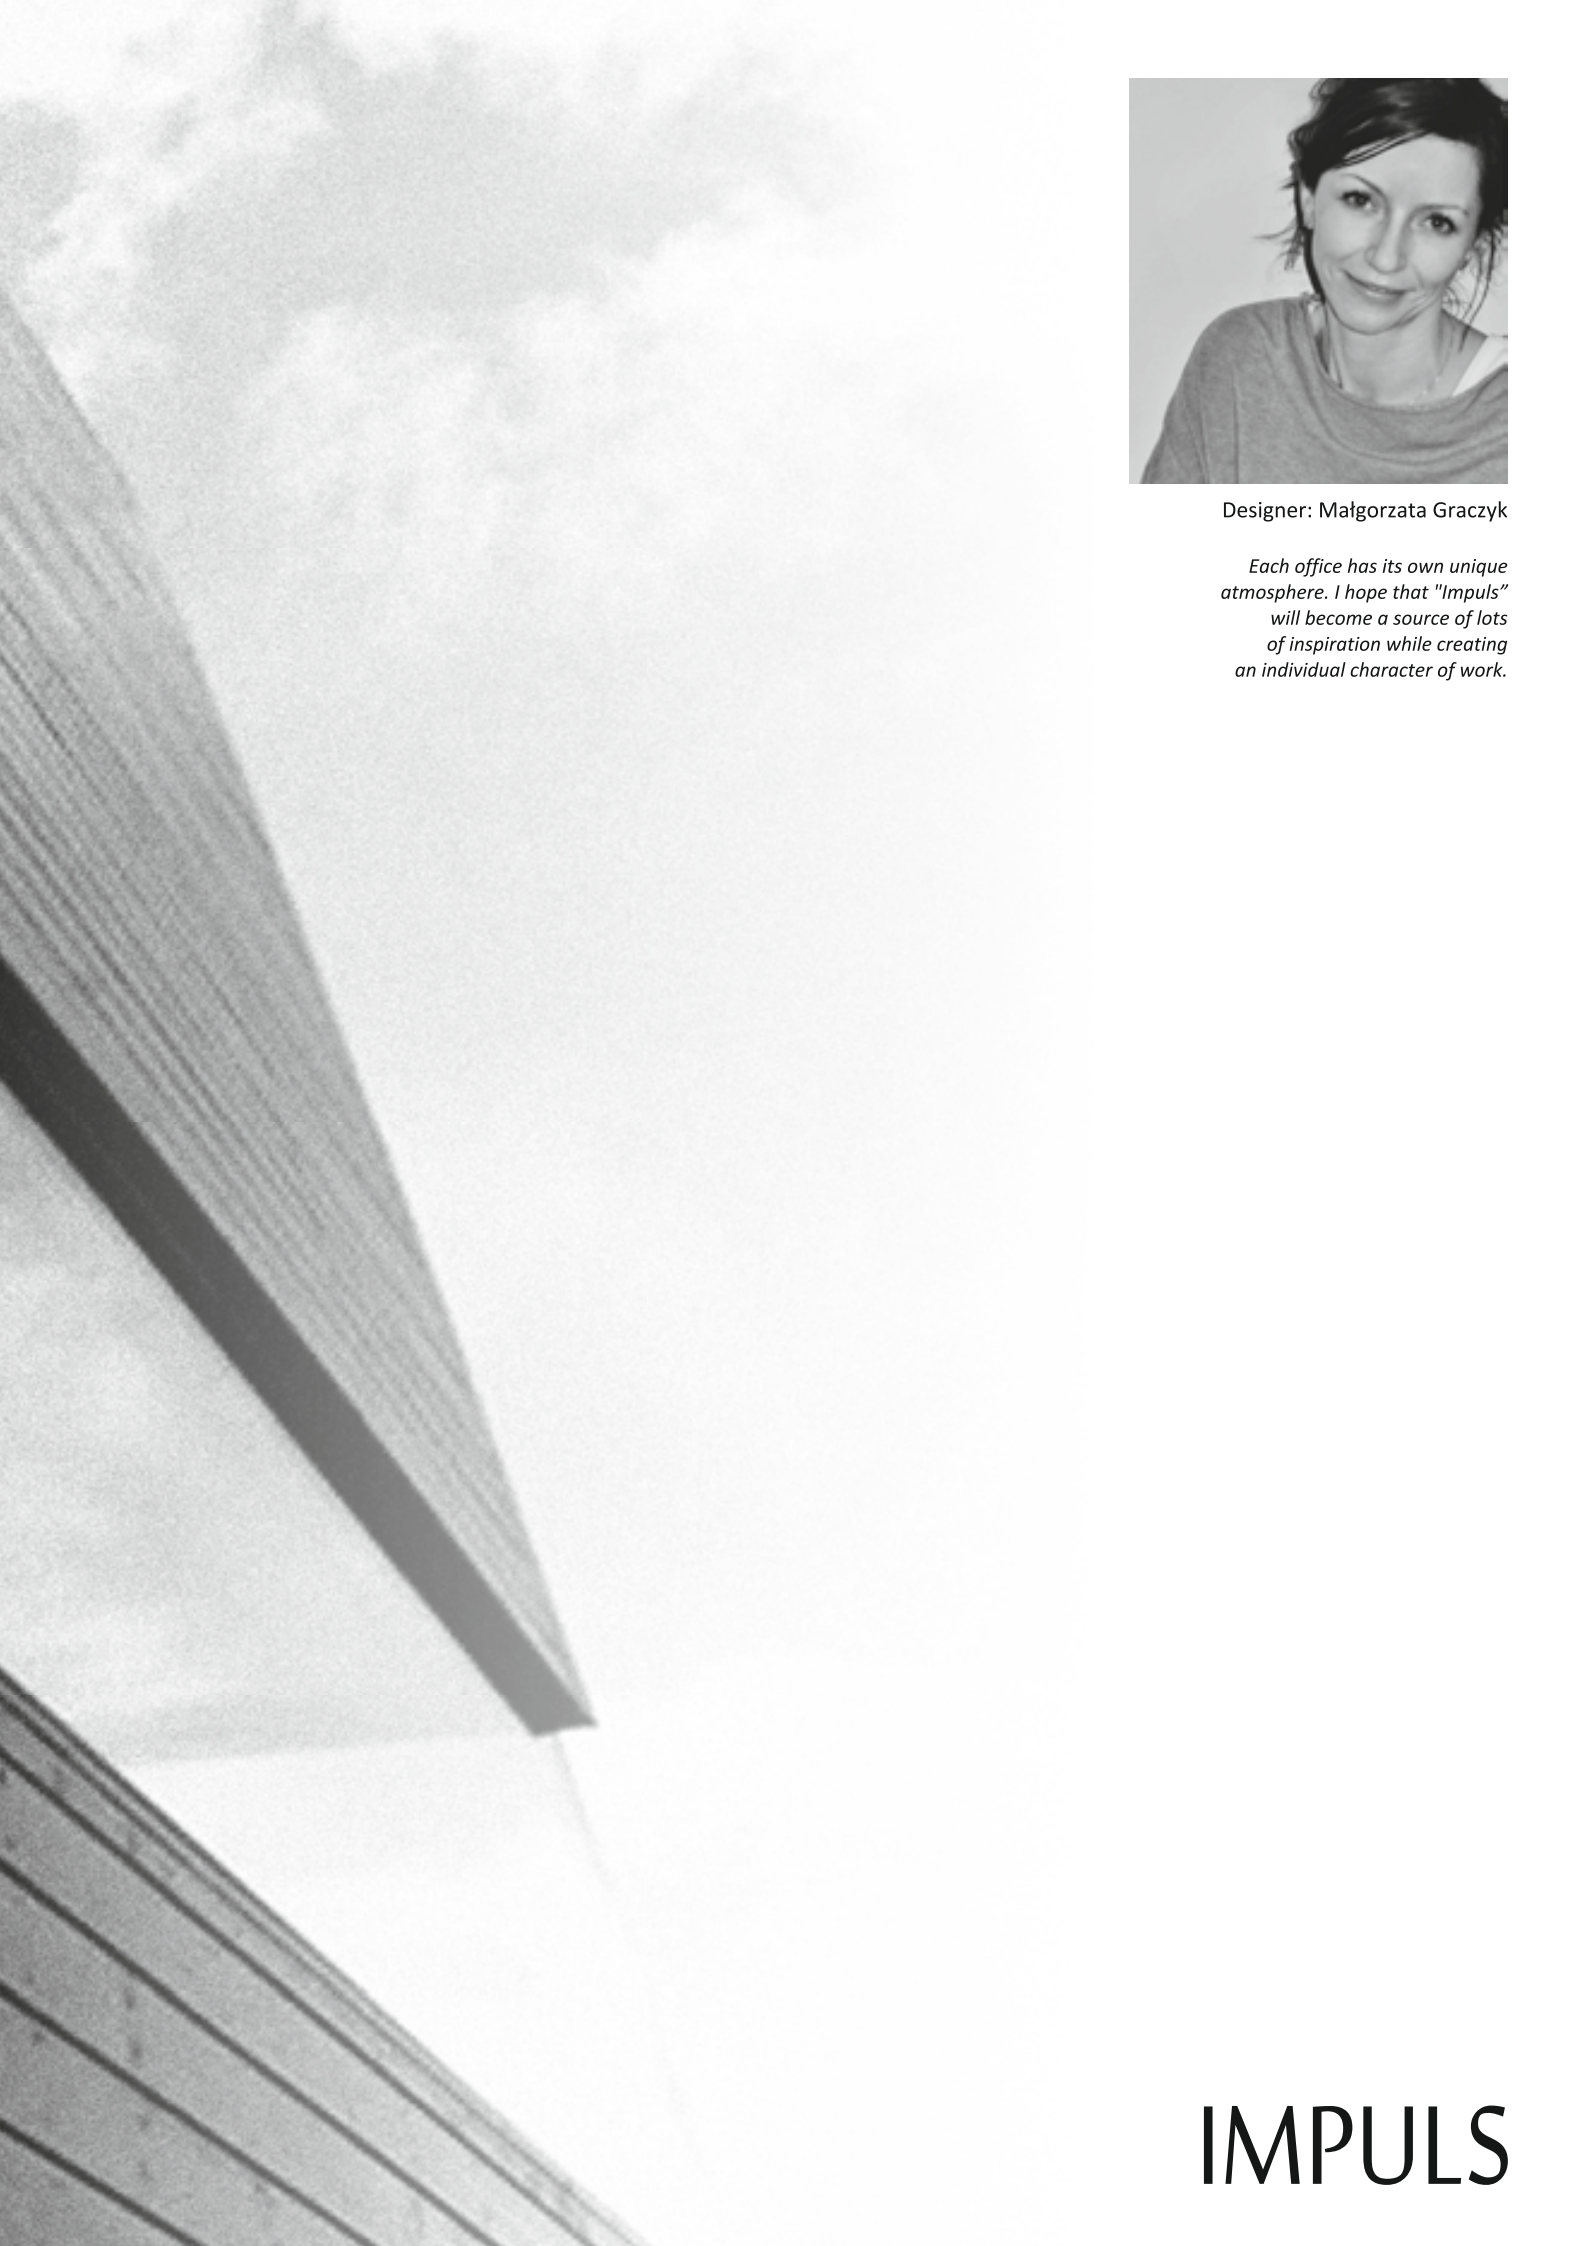 Designer: Małgorzata Graczyk
Each office has its own unique
atmosphere. I hope that "Impuls”
will become a source of lots
of inspiration while creating
an individual character of work.
IMPULS